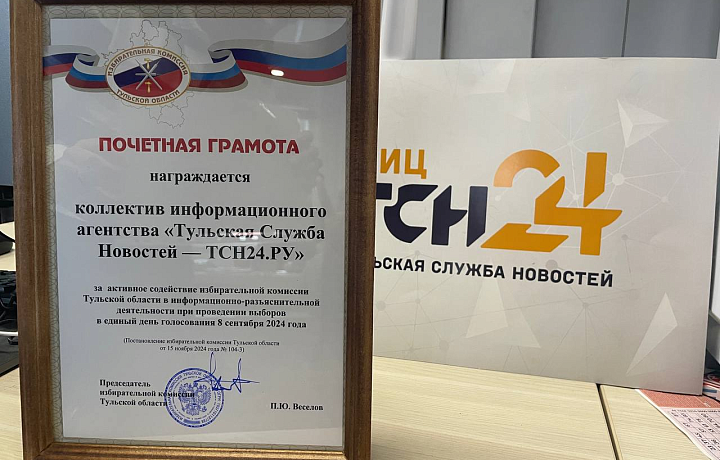 ИЗБИРАТЕЛЬНАЯ КОМИССИЯ
ТУЛЬСКОЙ ОБЛАСТИ
ПОЧЕТНАЯ ГРАМОТА
награждается
коллектив информационного
агентства «Тульская Служба
Новостей — ТСН24.РУ»
за активное содействие избирательной комиссии
Тульской области в информационно-разъяснительной
деятельности при проведении выборов
в единый день голосования 8 сентября 2024 года
(Постановление избирательной комиссии Тульской области
от 15 ноября 2024 года № 104-3)
Председатель
избирательной комиссии
Тульской области
П.Ю. Веселов
ИЦ
ТСН24
ЬСКАЯ СЛУЖБА НОВОСТЕЙ